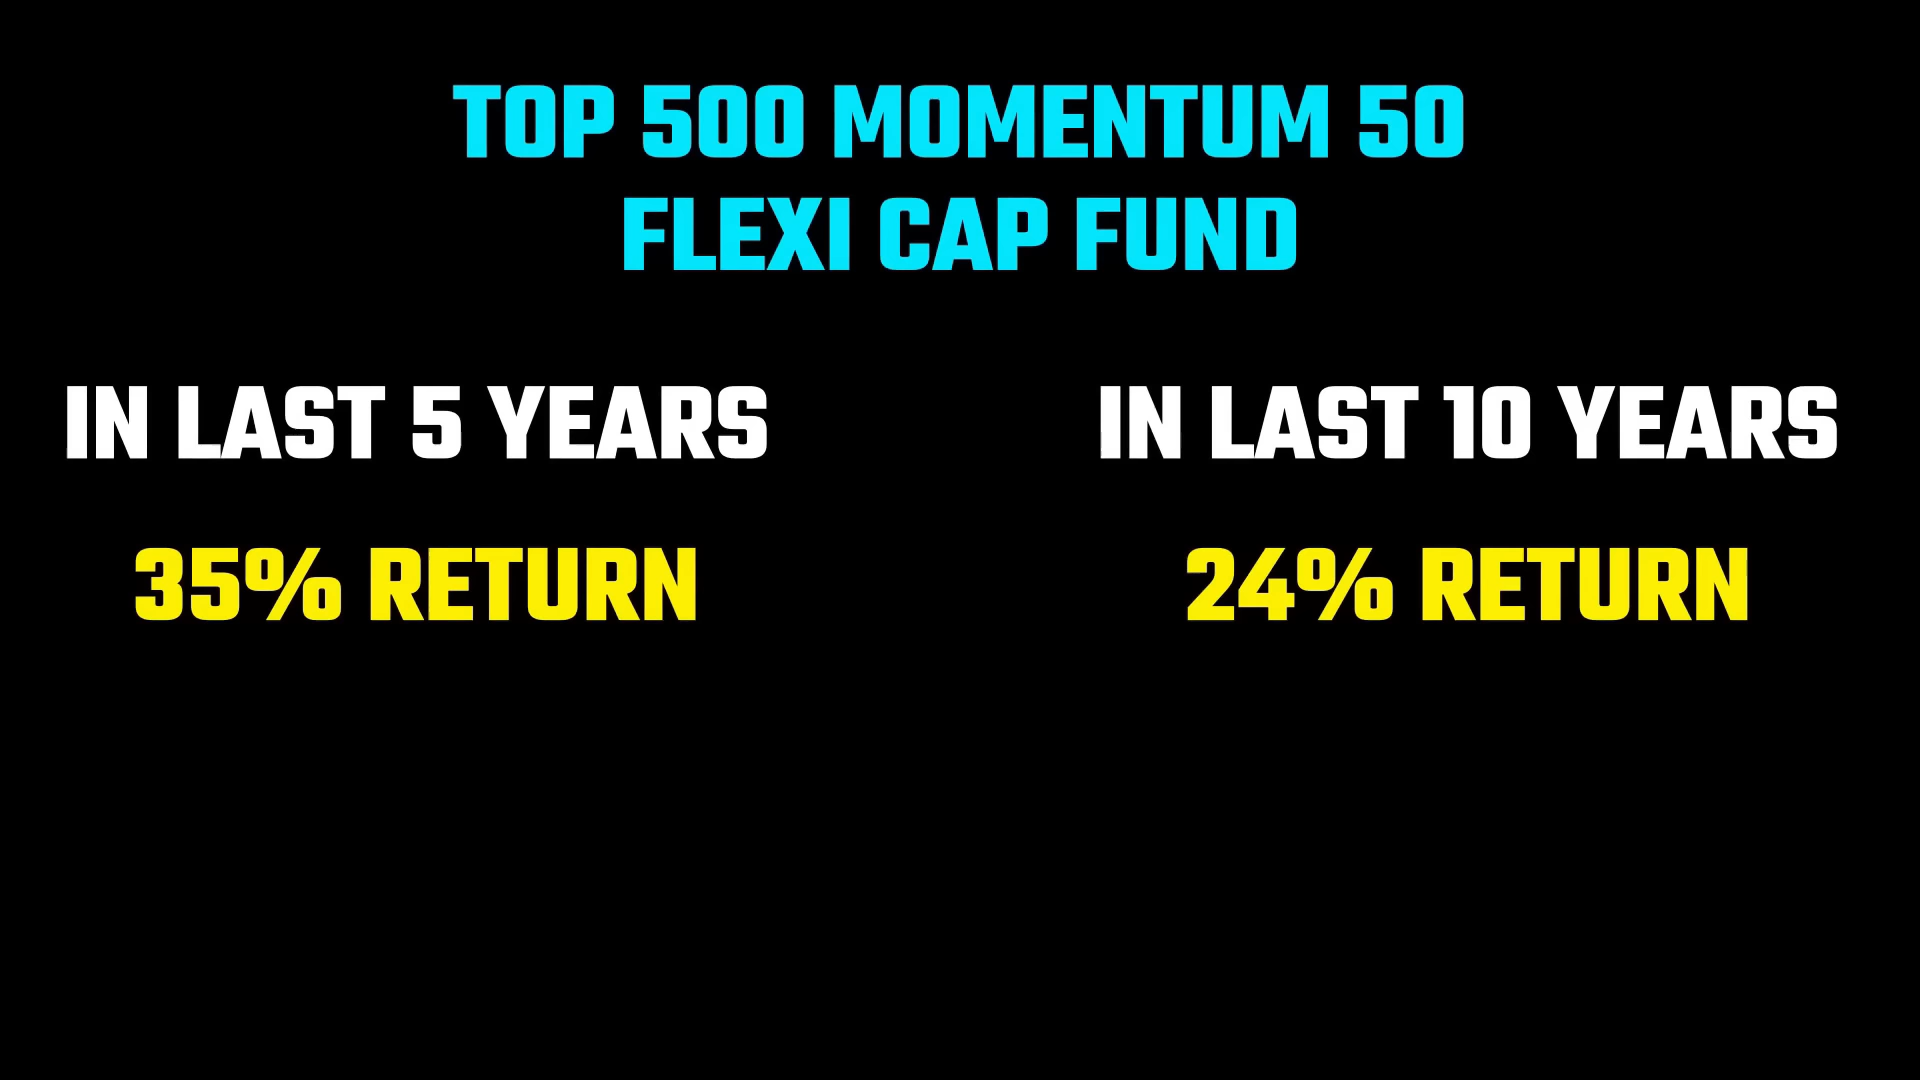 TOP 500 MOMENTUM 50
FLEXI CAP FUND
IN LAST 5 YEARS
35% RETURN
IN LAST 10 YEARS
24% RETURN